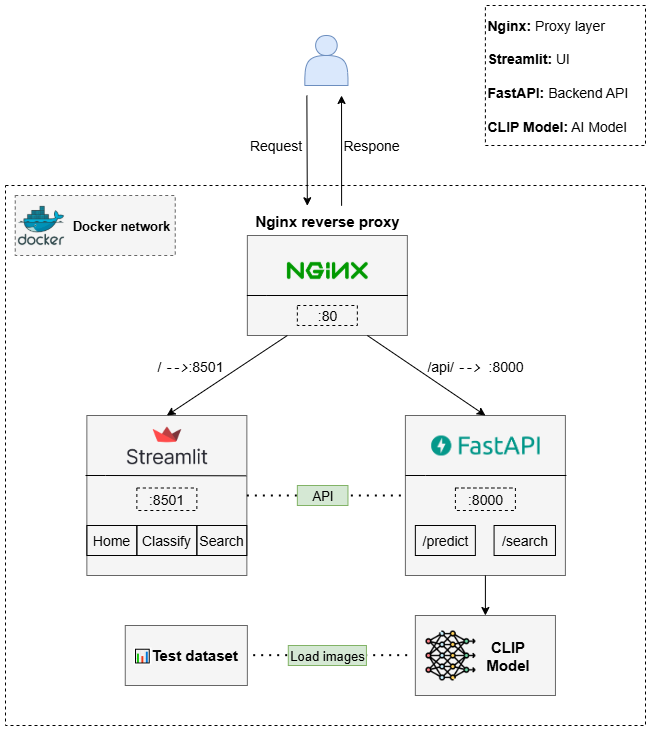 Nginx: Proxy layer
Streamlit: UI
FastAPI: Backend API
CLIP Model: AI Model
Request
Respone
docker
Docker network
Nginx reverse proxy
NGINX
:80
/ -->:8501
/api/ --> :8000
Streamlit
:8501
Home
Classify
Search
API
FastAPI
:8000
/predict
/search
Test dataset
Load images
CLIP
Model